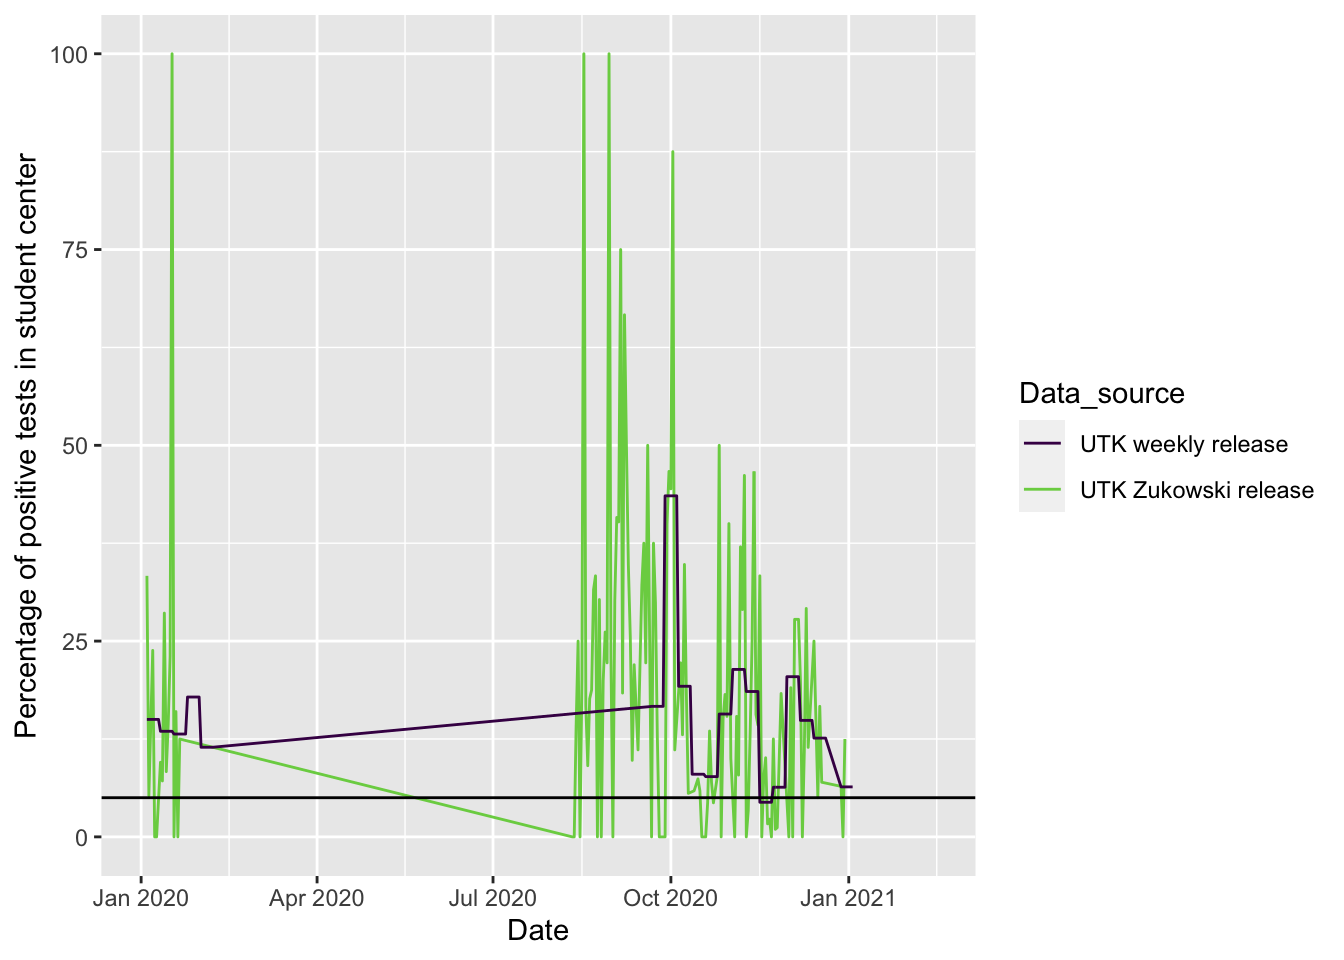 Percentage of positive tests in student center
100
75
50
25
0
Jan 2020
Apr 2020
Jul 2020
Oct 2020
Jan 2021
Date
Data_source
UTK weekly release
UTK Zukowski release